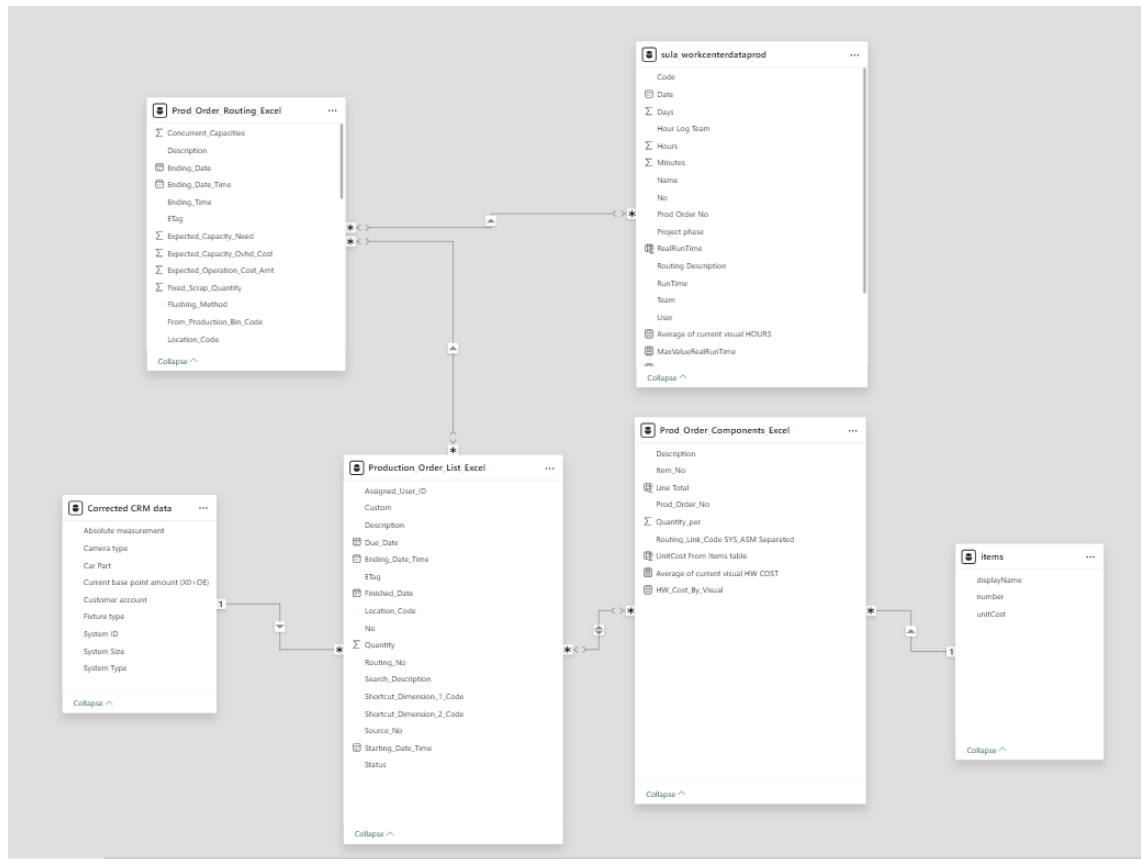 sula_workcenterdataprod
Code
Date
Days
Hour Log Team
Hours
Minutes
Name
No
Prod Order No
Project phase
RealRunTime
Routing Description
RunTime
Team
User
Average of current visual HOURS
MaxValueRealRunTime
Collapse
Prod_Order_Routing_Excel
Concurrent_Capacities
Description
Ending_Date
Ending_Date_Time
Ending_Time
ETag
Expected_Capacity_Need
Expected_Capacity_Ovhd_Cost
Expected_Operation_Cost_Amt
Fixed_Scrap_Quantity
Flushing_Method
From_Production_Bin_Code
Location_Code
Collapse
Production_Order_List_Excel
Assigned_User_ID
Custom
Description
Due_Date
Ending_Date_Time
ETag
Finished_Date
Location_Code
No
Quantity
Routing_No
Search_Description
Shortcut_Dimension_1_Code
Shortcut_Dimension_2_Code
Source_No
Starting_Date_Time
Status
Collapse
Prod_Order_Components_Excel
Description
Item_No
Line Total
Prod_Order_No
Quantity_per
Routing_Link_Code SYS_ASM Separated
UnitCost From Items table
Average of current visual HW COST
HW_Cost_By_Visual
Collapse
Corrected CRM data
Absolute measurement
Camera type
Car Part
Current base point amount (X0+OE)
Customer account
Fixture type
System ID
System Size
System Type
Collapse
items
displayName
number
unitCost
Collapse
1
1